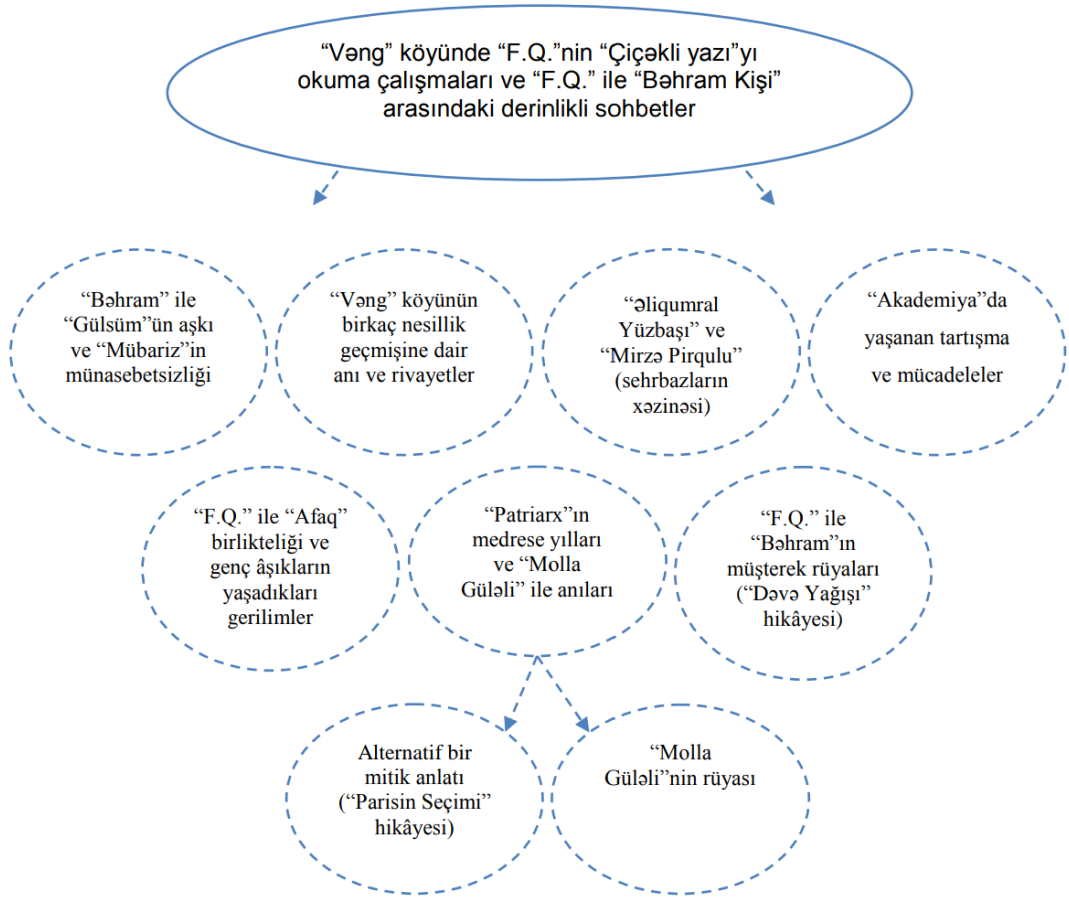 “Vəng” köyünde “F.Q.”nin “Çiçəkli yazı”yı
okuma çalışmaları ve “F.Q.” ile “Bəhram Kişi”
arasındaki derinlikli sohbetler
“Bəhram” ile
“Gülsüm”ün aşkı
ve “Mübariz”in
münasebetsizliği
“Vəng” köyünün
birkaç nesillik
geçmişine dair
anı ve rivayetler
“Əliqumral
Yüzbaşı” ve
“Mirzə Pirqulu”
(sehrbazların
xəzinəsi)
“Akademiya”da
yaşanan tartışma
ve mücadeleler
“F.Q.” ile “Afaq”
birlikteliği ve
genç âşıkların
yaşadıkları
gerilimler
“Patriarx”ın
medrese yılları
ve “Molla
Güləli” ile anıları
“F.Q.” ile
“Bəhram”ın
müşterek rüyaları
(“Dəvə Yağışı”
hikâyesi)
Alternatif bir
mitik anlatı
(“Parisin Seçimi”
hikâyesi)
“Molla
Güləli”nin rüyası